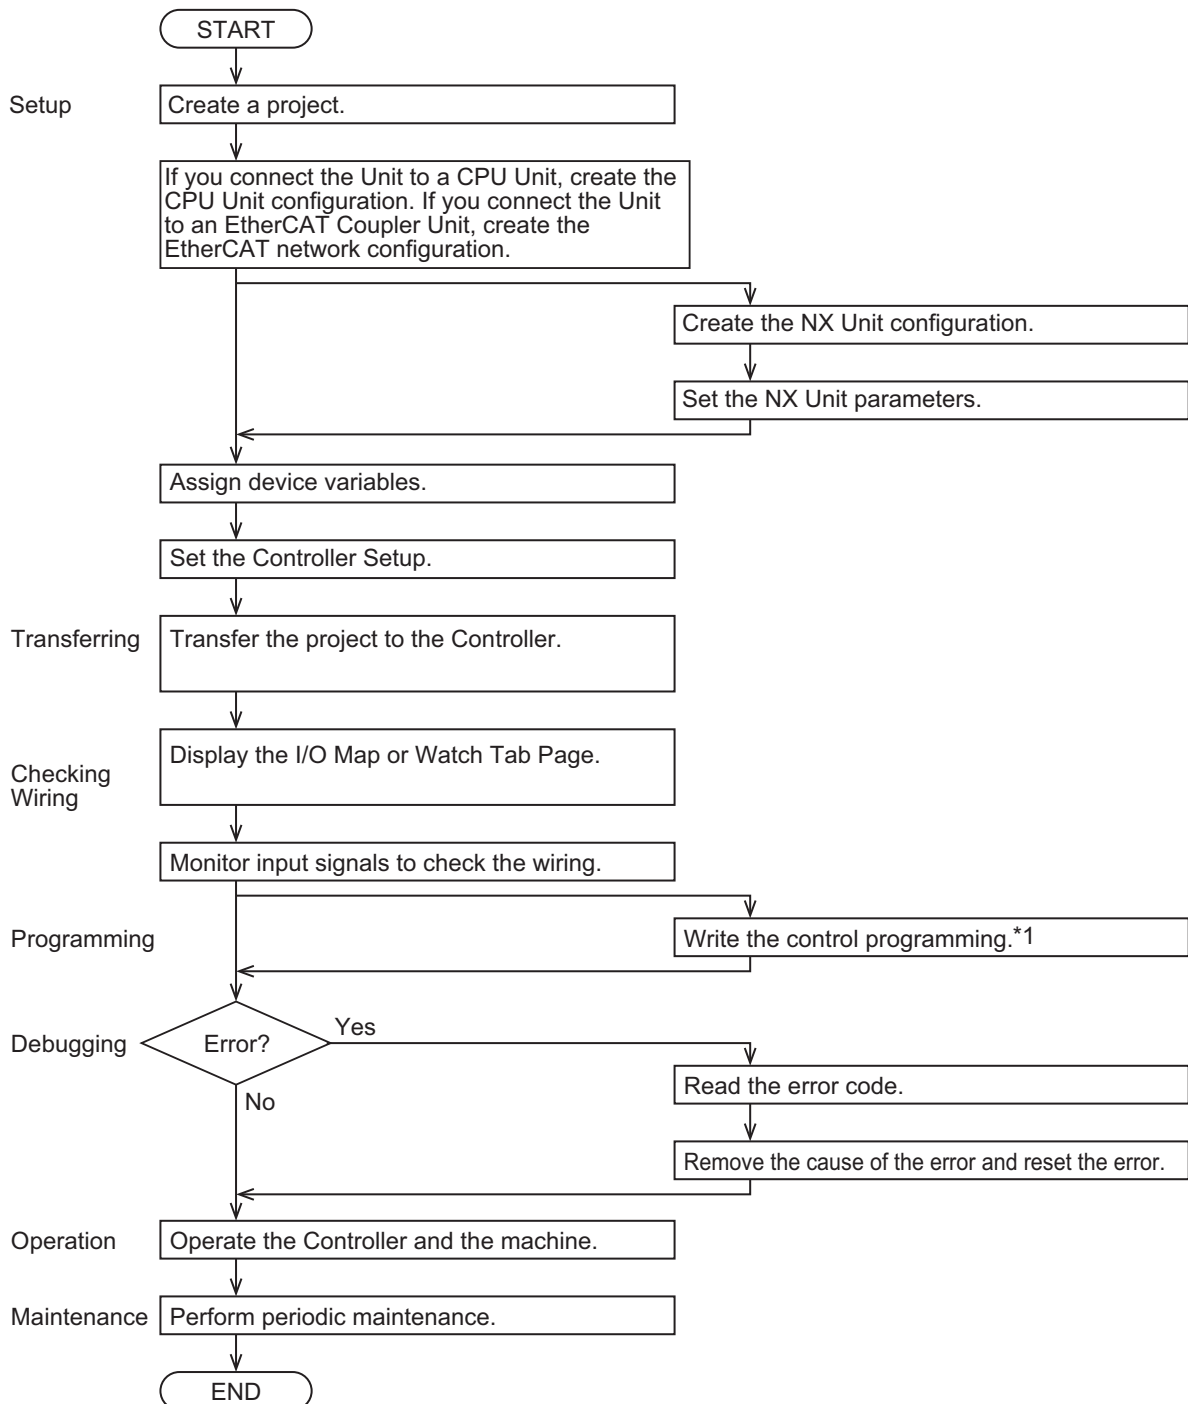 START
Setup
Create a project.
If you connect the Unit to a CPU Unit, create the
CPU Unit configuration. If you connect the Unit
to an EtherCAT Coupler Unit, create the
EtherCAT network configuration.
Create the NX Unit configuration.
Set the NX Unit parameters.
Assign device variables.
Set the Controller Setup.
Transferring
Transfer the project to the Controller.
Display the I/O Map or Watch Tab Page.
Checking
Wiring
Monitor input signals to check the wiring.
Programming
Write the control programming.*1
Debugging
Error?
Yes
No
Read the error code.
Remove the cause of the error and reset the error.
Operation
Operate the Controller and the machine.
Maintenance
Perform periodic maintenance.
END